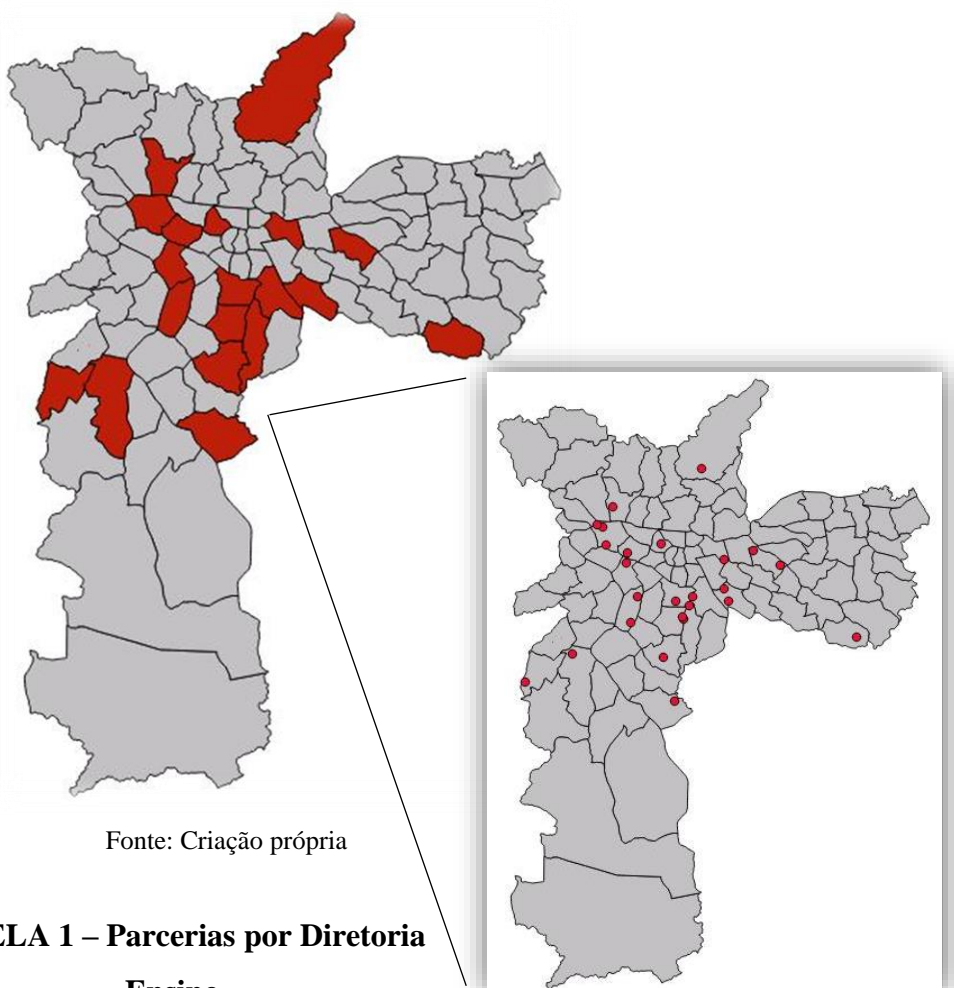 Fonte: Criação própria
ELA 1 – Parcerias por Diretoria
Ensino